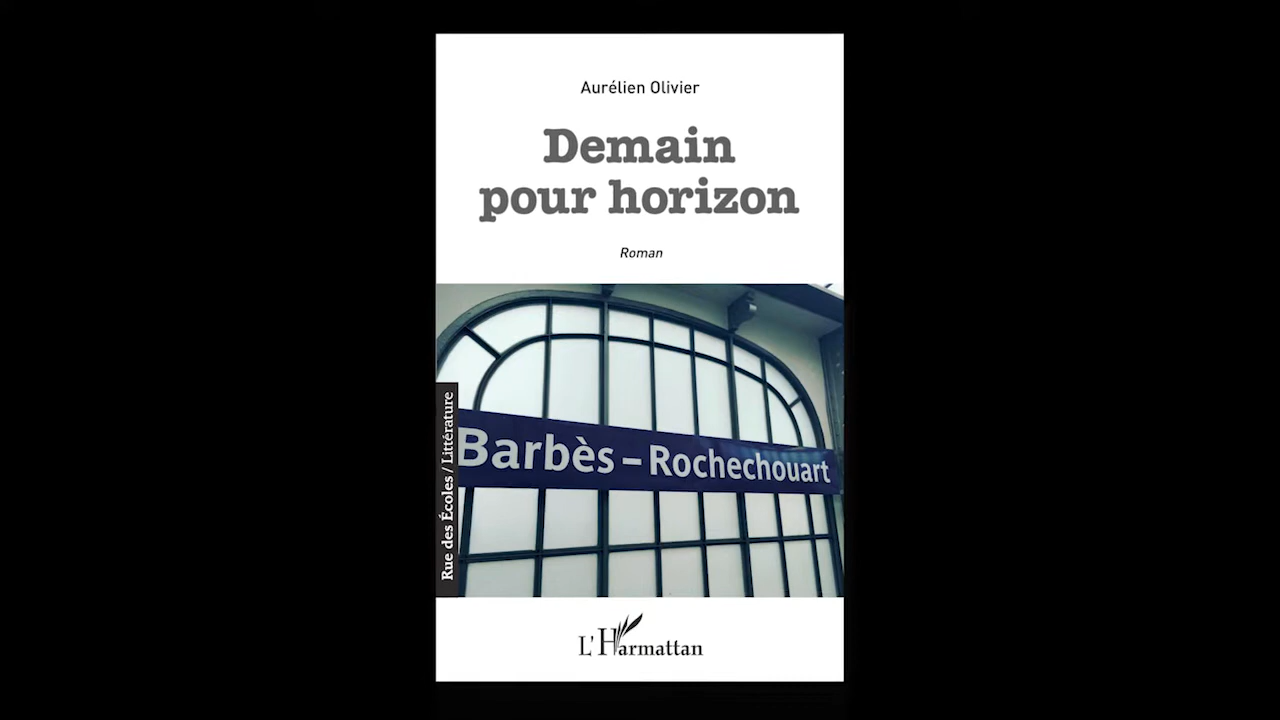 Aurélien Olivier
Demain
pour horizon
Roman
Barbès – Rochechouart
Rue des Écoles / Littérature
L'Harmattan